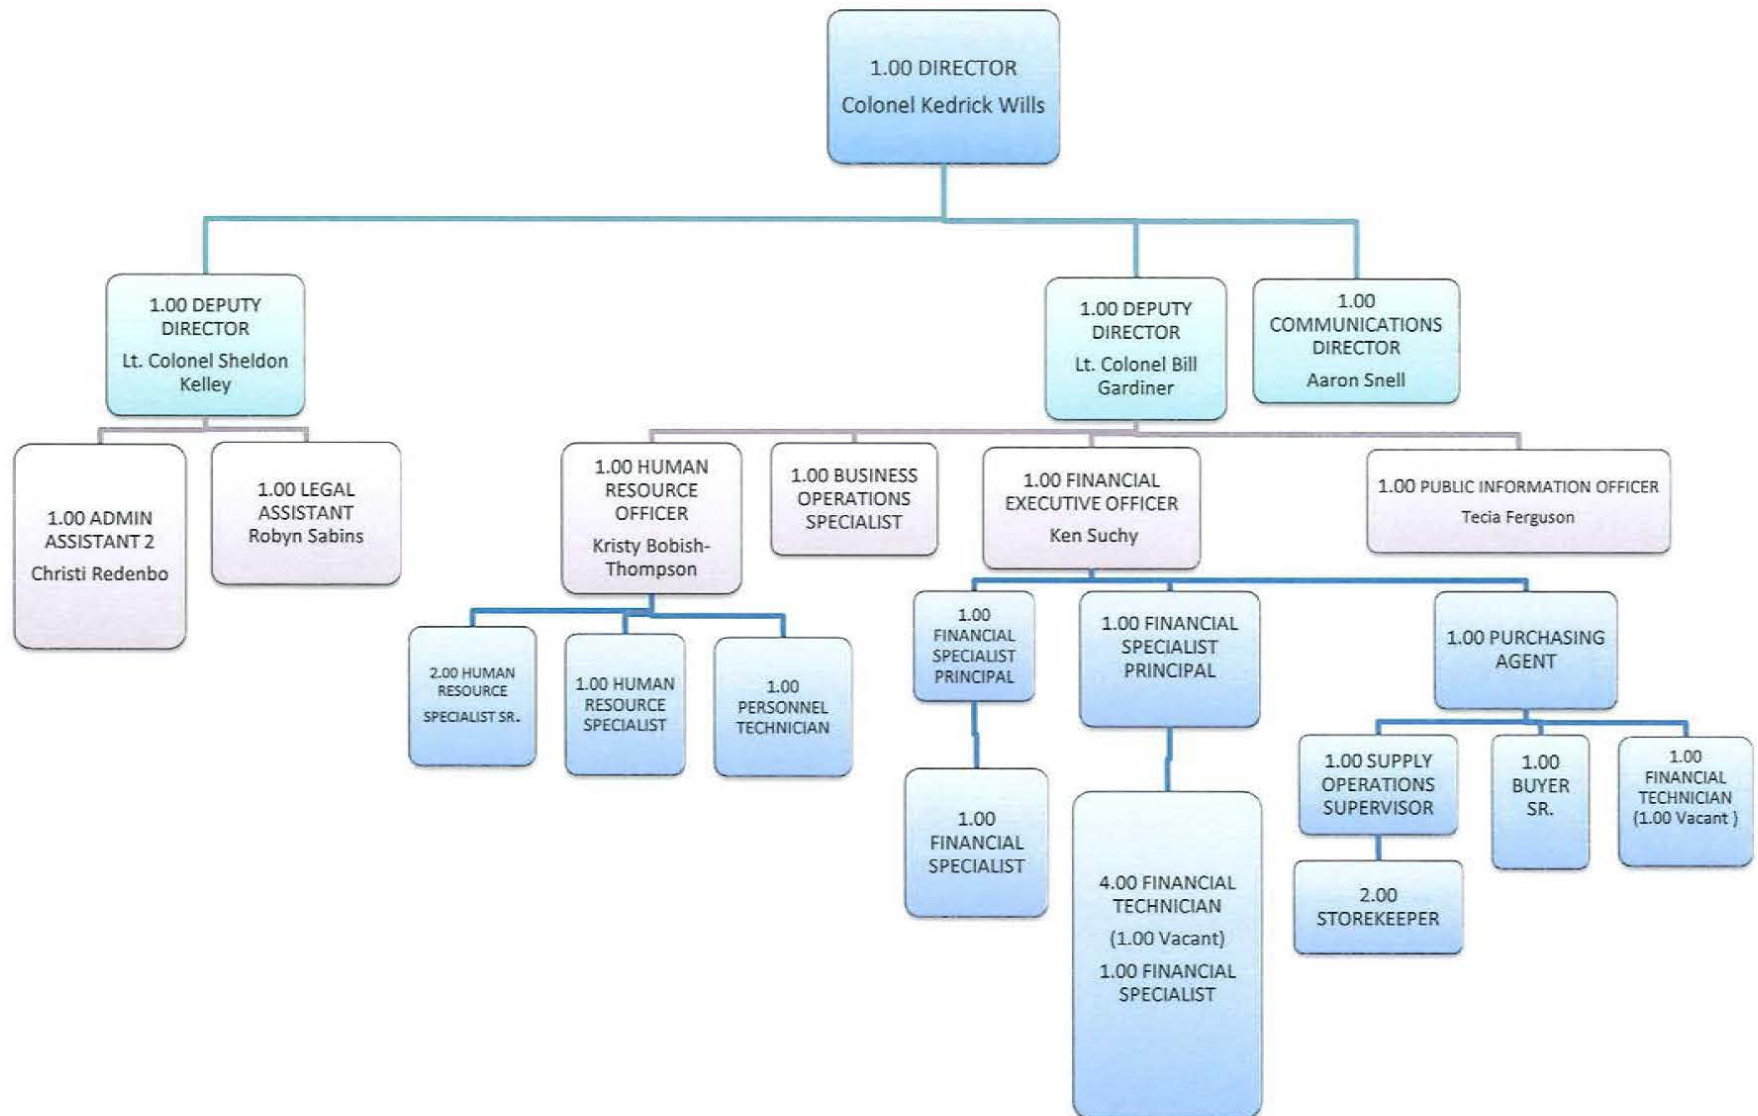 1.00 DIRECTOR
Colonel Kedrick Wills
1.00 DEPUTY
DIRECTOR
Lt. Colonel Sheldon
Kelley
1.00 DEPUTY
DIRECTOR
Lt. Colonel Bill
Gardiner
1.00
COMMUNICATIONS
DIRECTOR
Aaron Snell
1.00 ADMIN
ASSISTANT 2
Christi Redenbo
1.00 LEGAL
ASSISTANT
Robyn Sabins
1.00 HUMAN
RESOURCE
OFFICER
Kristy Bobish-
Thompson
1.00 BUSINESS
OPERATIONS
SPECIALIST
1.00 FINANCIAL
EXECUTIVE OFFICER
Ken Suchy
1.00 PUBLIC INFORMATION OFFICER
Tecia Ferguson
2.00 HUMAN
RESOURCE
SPECIALIST SR.
1.00 HUMAN
RESOURCE
SPECIALIST
1.00
PERSONNEL
TECHNICIAN
1.00
FINANCIAL
SPECIALIST
PRINCIPAL
1.00 FINANCIAL
SPECIALIST
PRINCIPAL
1.00 PURCHASING
AGENT
1.00
FINANCIAL
SPECIALIST
4.00 FINANCIAL
TECHNICIAN
(1.00 Vacant)
1.00 FINANCIAL
SPECIALIST
1.00 SUPPLY
OPERATIONS
SUPERVISOR
1.00
BUYER
SR.
1.00
FINANCIAL
TECHNICIAN
(1.00 Vacant )
2.00
STOREKEEPER